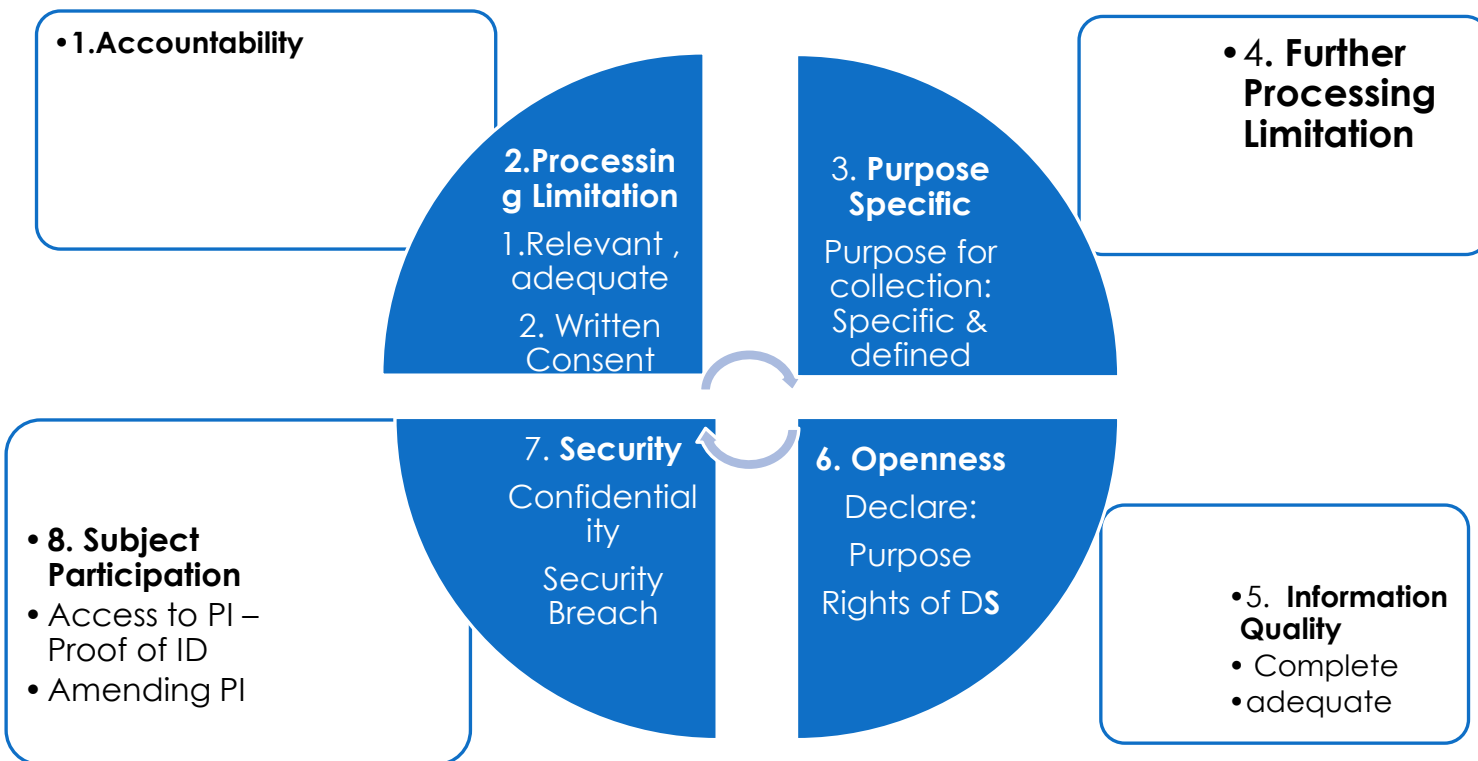 •1.Accountability
2.Processin
g Limitation
1.Relevant ,
adequate
2. Written
Consent
3. Purpose
Specific
Purpose for
collection:
Specific &
defined
•4. Further
Processing
Limitation
•5. Information
Quality
• Complete
•adequate
6. Openness
Declare:
Purpose
Rights of DS
7. Security
Confidential
ity
Security
Breach
• 8. Subject
Participation
• Access to PI –
Proof of ID
• Amending PI